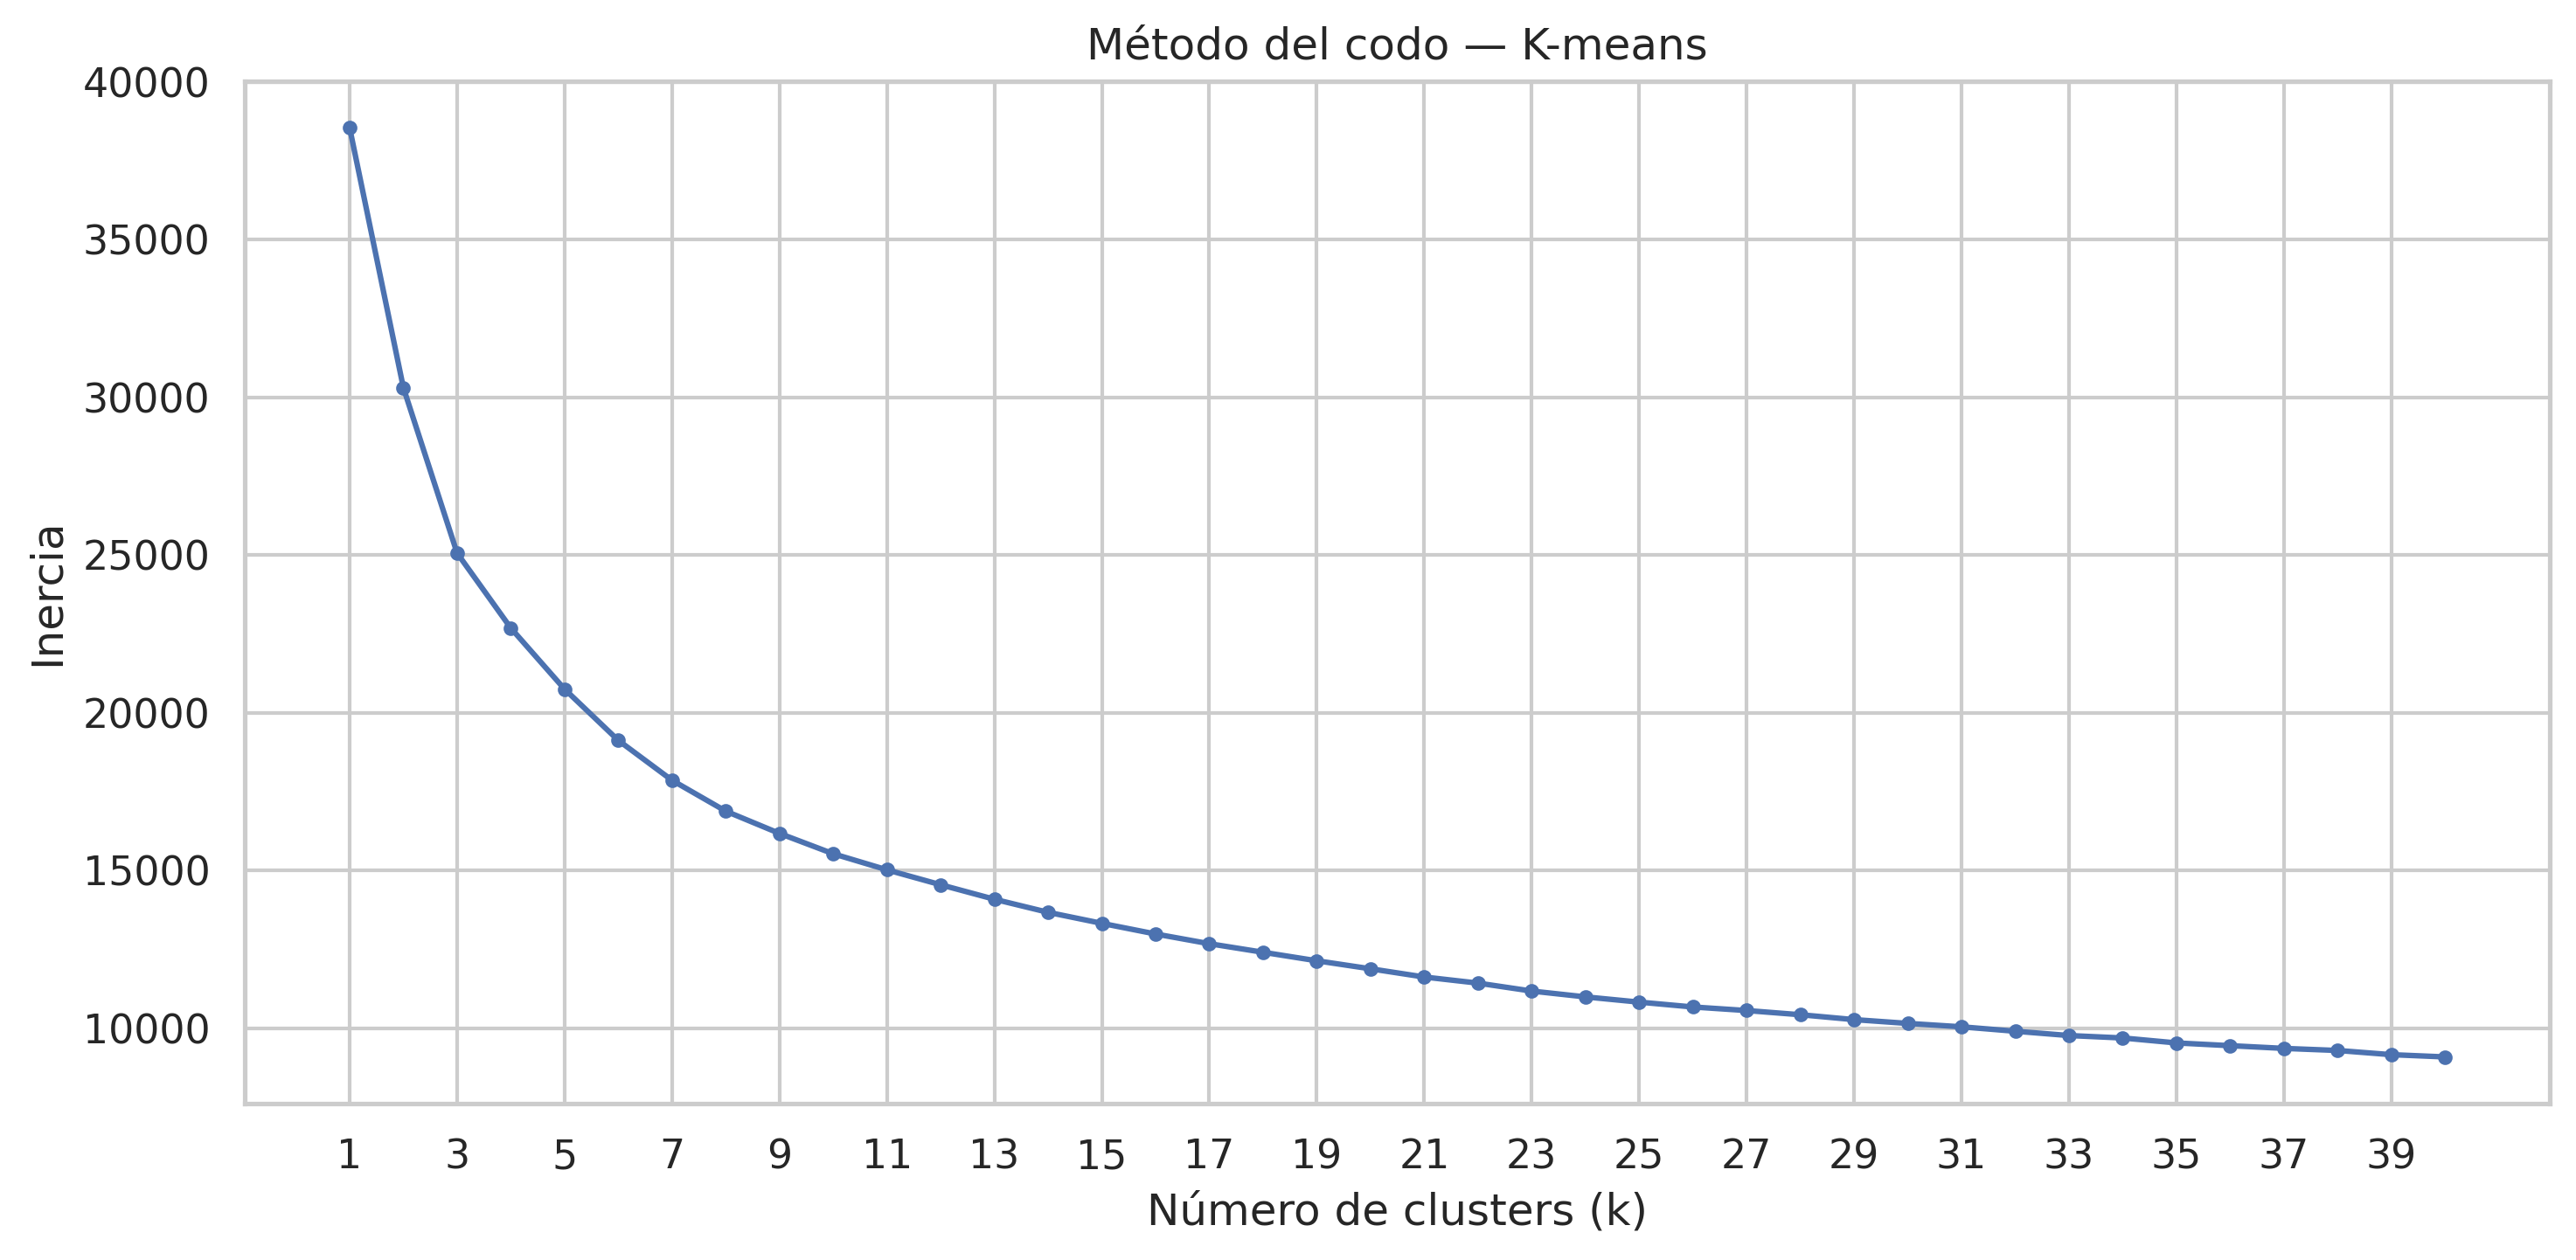 Método del codo — K-means
40000
35000
30000
25000
20000
15000
10000
Inercia
1 3 5 7 9 11 13 15 17 19 21 23 25 27 29 31 33 35 37 39
Número de clusters (k)